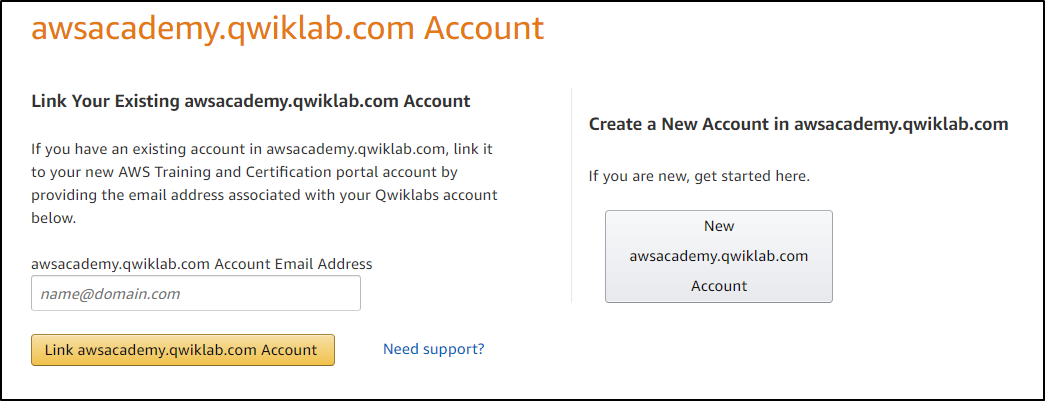 awsacademy.qwiklab.com Account
Link Your Existing awsacademy.qwiklab.com Account
If you have an existing account in awsacademy.qwiklab.com, link it
to your new AWS Training and Certification portal account by
providing the email address associated with your Qwiklabs account
below.
awsacademy.qwiklab.com Account Email Address
name@domain.com
Link awsacademy.qwiklab.com Account
Need support?
Create a New Account in awsacademy.qwiklab.com
If you are new, get started here.
New
awsacademy.qwiklab.com
Account